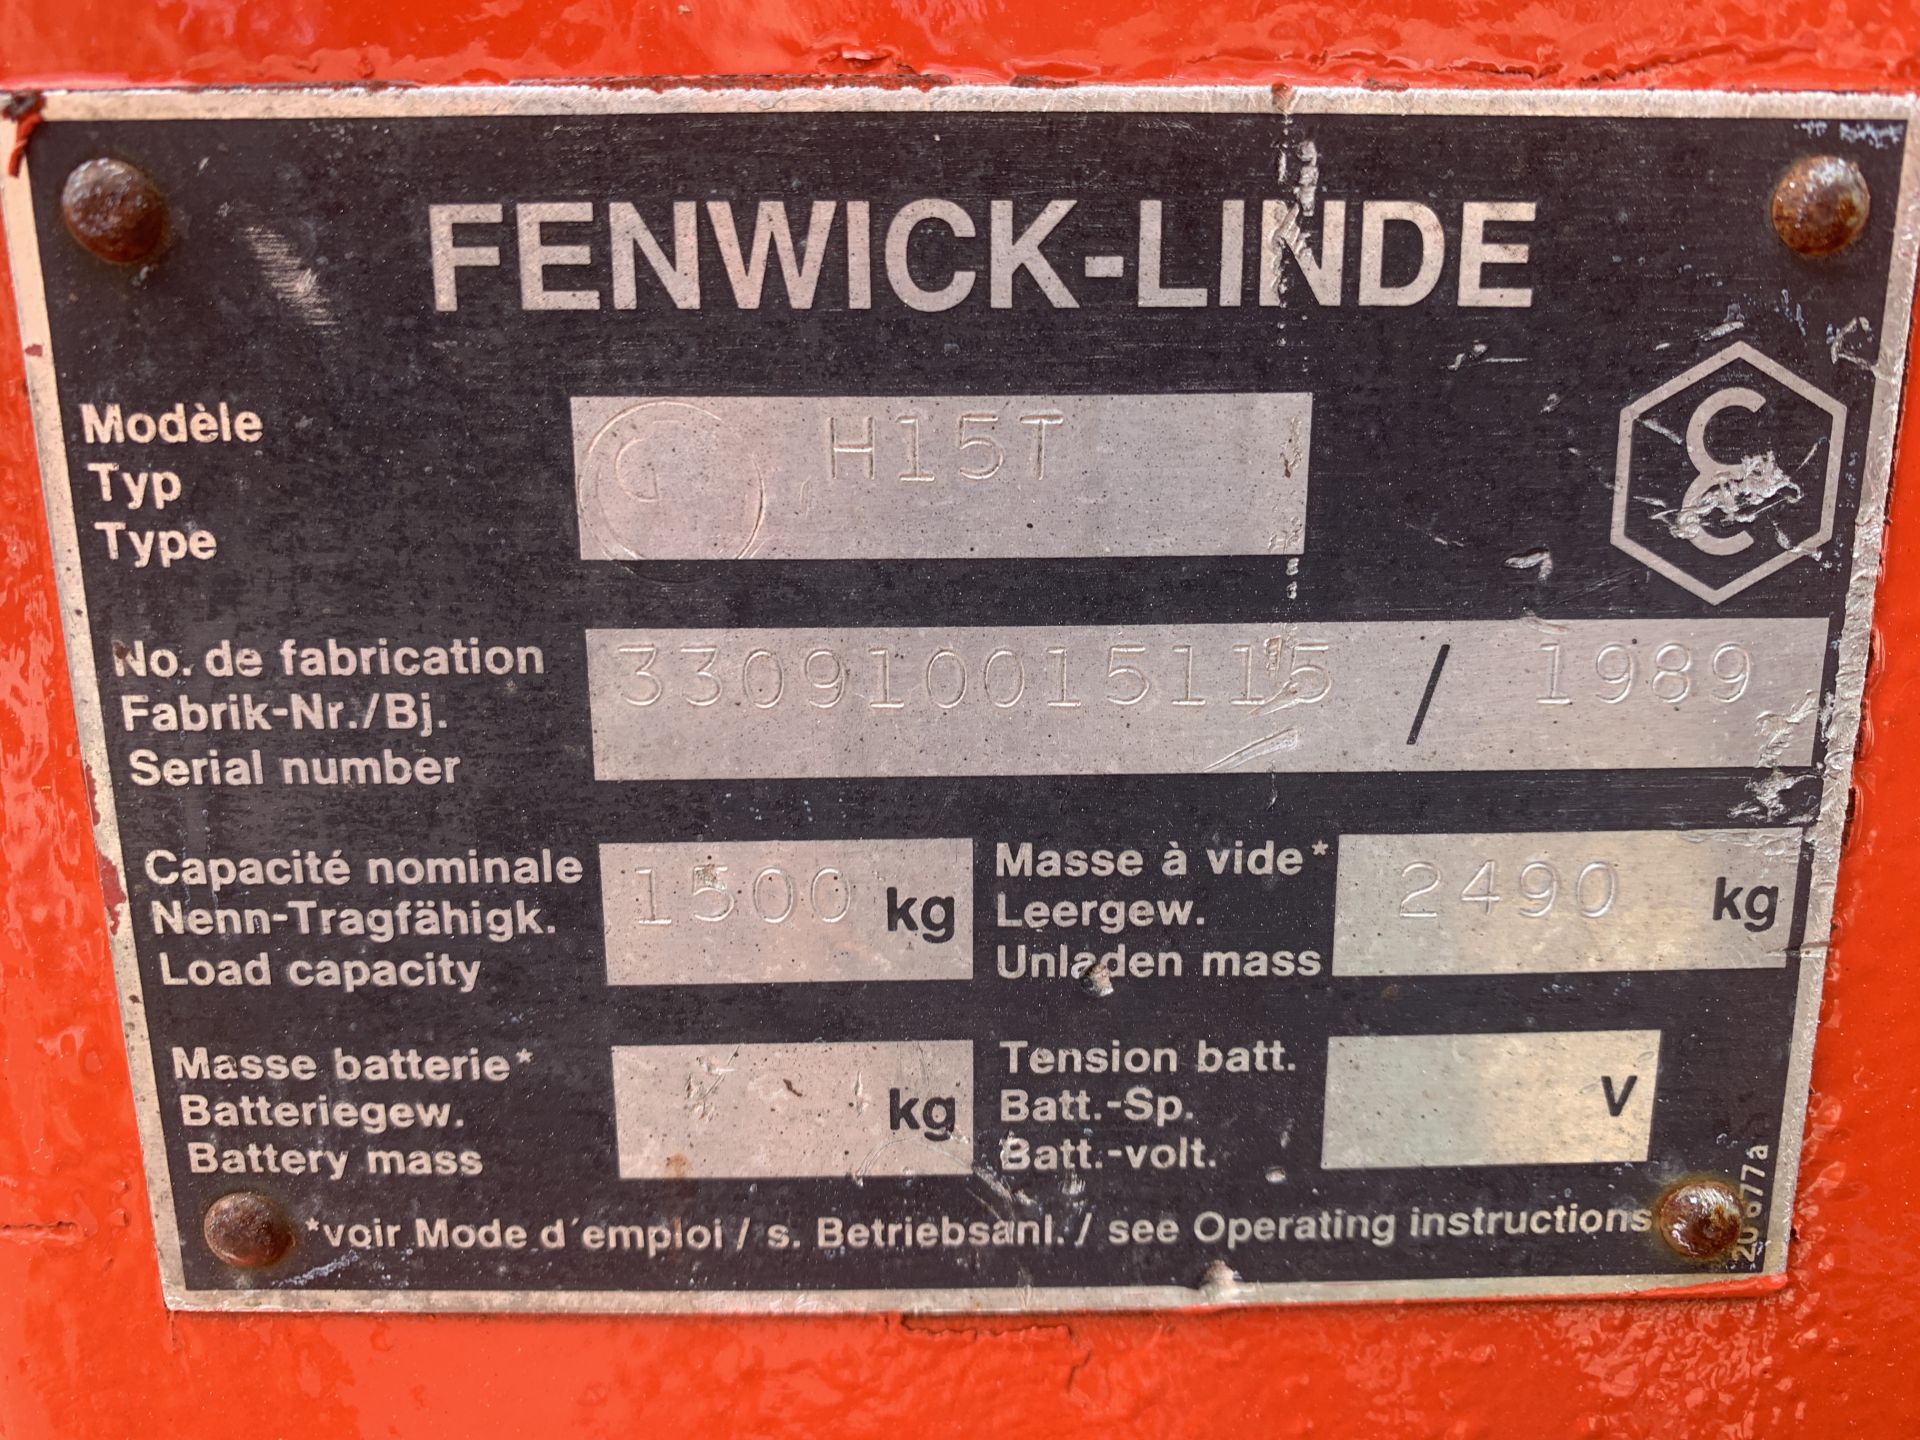 FENWICK-LINDE
Modèle
Typ
Type
G H15T
No. de fabrication
Fabrik-Nr./Bj.
Serial number
330910015115 / 1989
Capacité nominale
Nenn-Tragfähigk.
Load capacity
1500 kg
Masse à vide*
Leergew.
Unladen mass
2490 kg
Masse batterie*
Batteriegew.
Battery mass
kg
Tension batt.
Batt.-Sp.
Batt.-volt.
V
*voir Mode d'emploi / s. Betriebsanl. / see Operating instructions